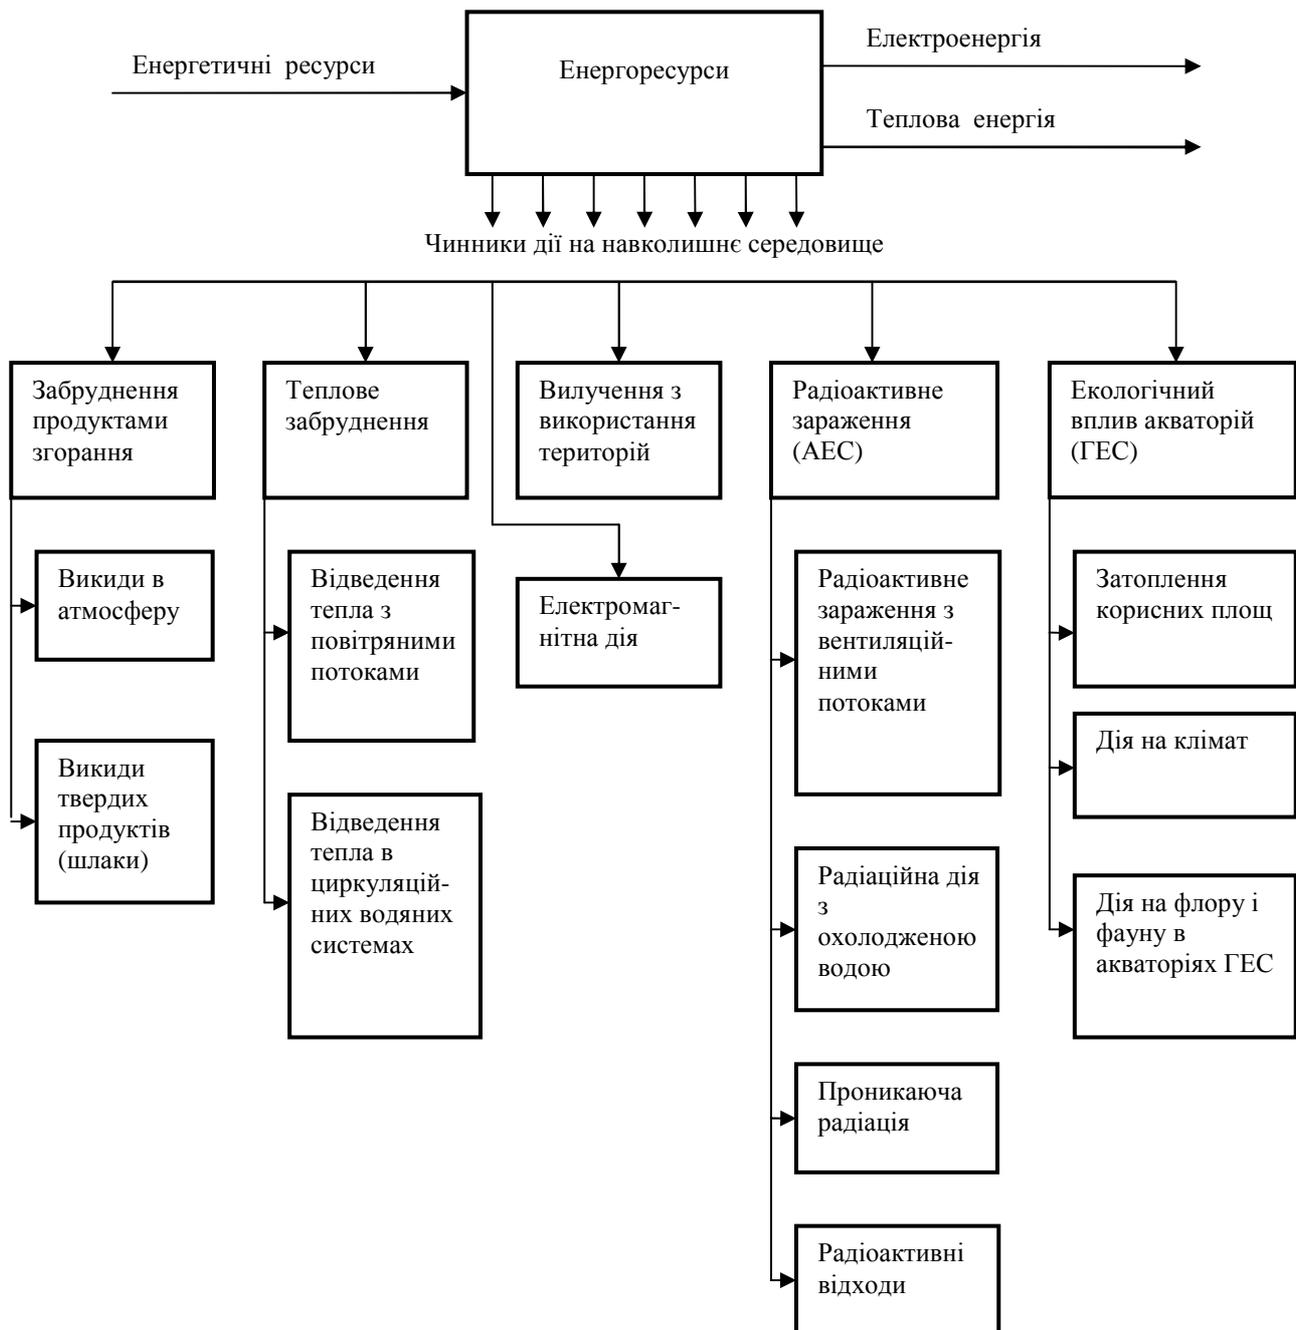 Енергетичні ресурси
Енергоресурси
Електроенергія
Теплова енергія
Чинники дії на навколишнє середовище
Забруднення
продуктами
згорання
Теплове
забруднення
Вилучення з
використання
територій
Радіоактивне
зараження
(АЕС)
Екологічний
вплив акваторій
(ГЕС)
Викиди в
атмосферу
Викиди
твердих
продуктів
(шлаки)
Відведення
тепла з
повітряними
потоками
Відведення
тепла в
циркуляцій-
них водяних
системах
Електромаг-
нітна дія
Радіоактивне
зараження з
вентиляцій-
ними
потоками
Радіаційна дія
з
охолодженою
водою
Проникаюча
радіація
Радіоактивні
відходи
Затоплення
корисних площ
Дія на клімат
Дія на флору і
фауну в
акваторіях ГЕС